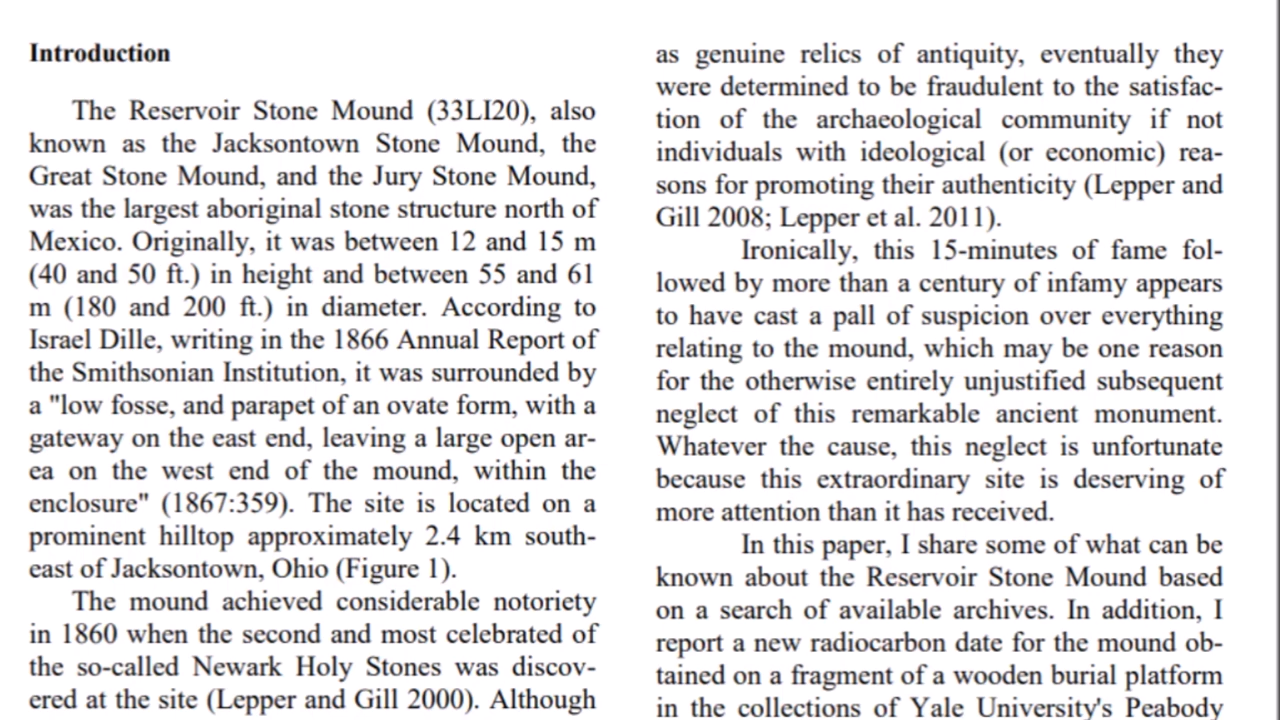 Introduction
The Reservoir Stone Mound (33LI20), also
known as the Jacksontown Stone Mound, the
Great Stone Mound, and the Jury Stone Mound,
was the largest aboriginal stone structure north of
Mexico. Originally, it was between 12 and 15 m
(40 and 50 ft.) in height and between 55 and 61
m (180 and 200 ft.) in diameter. According to
Israel Dille, writing in the 1866 Annual Report of
the Smithsonian Institution, it was surrounded by
a "low fosse, and parapet of an ovate form, with a
gateway on the east end, leaving a large open ar-
ea on the west end of the mound, within the
enclosure" (1867:359). The site is located on a
prominent hilltop approximately 2.4 km south-
east of Jacksontown, Ohio (Figure 1).
The mound achieved considerable notoriety
in 1860 when the second and most celebrated of
the so-called Newark Holy Stones was discov-
ered at the site (Lepper and Gill 2000). Although
as genuine relics of antiquity, eventually they
were determined to be fraudulent to the satisfac-
tion of the archaeological community if not
individuals with ideological (or economic) rea-
sons for promoting their authenticity (Lepper and
Gill 2008; Lepper et al. 2011).
Ironically, this 15-minutes of fame fol-
lowed by more than a century of infamy appears
to have cast a pall of suspicion over everything
relating to the mound, which may be one reason
for the otherwise entirely unjustified subsequent
neglect of this remarkable ancient monument.
Whatever the cause, this neglect is unfortunate
because this extraordinary site is deserving of
more attention than it has received.
In this paper, I share some of what can be
known about the Reservoir Stone Mound based
on a search of available archives. In addition, I
report a new radiocarbon date for the mound ob-
tained on a fragment of a wooden burial platform
in the collections of Yale University's Peabody